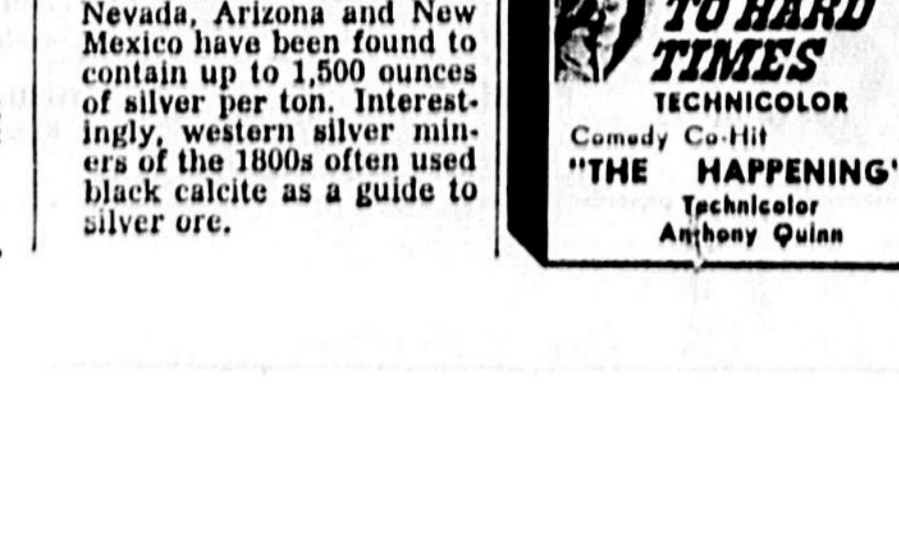 Nevada, Arizona and New
Mexico have been found to
contain up to 1,500 ounces
of silver per ton. Interest-
ingly, western silver min-
ers of the 1800s often used
black calcite as a guide to
silver ore.
TO HARD
TIMES
TECHNICOLOR
Comedy Co-Hit
"THE HAPPENING"
Technicolor
Anthony Quinn